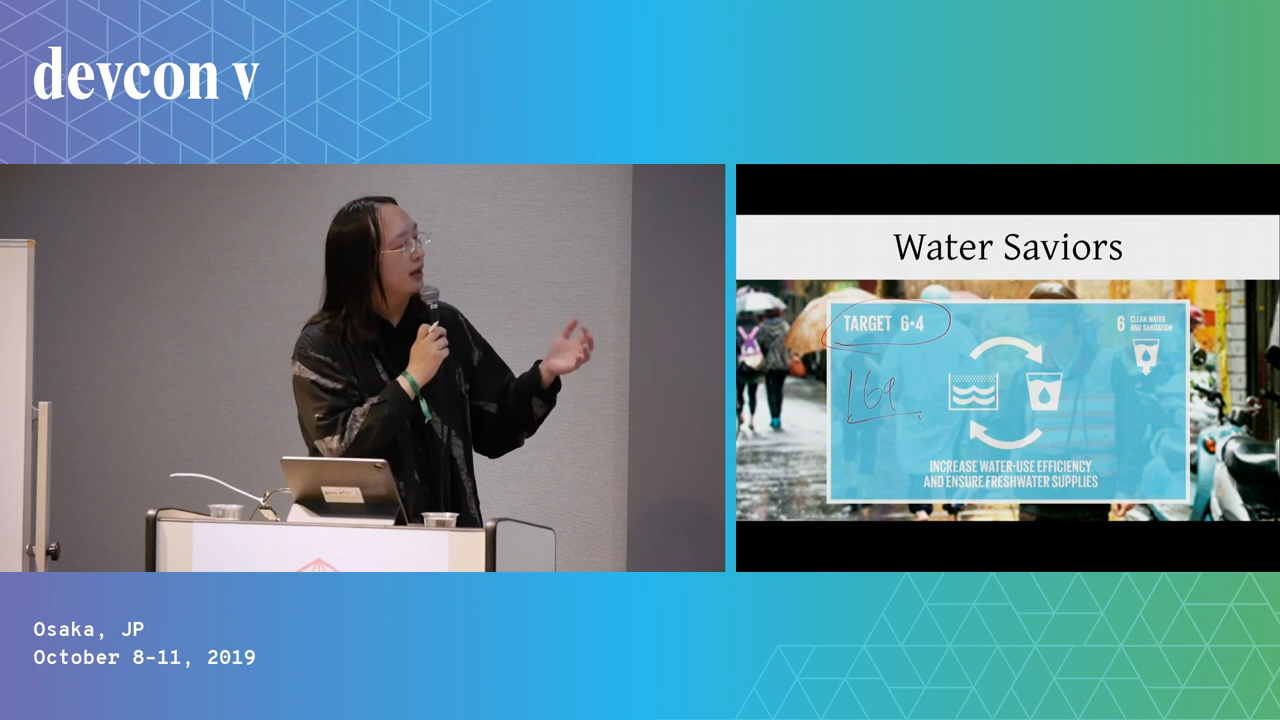 devcon v
Water Saviors
TARGET 6·4
6 CLEAN WATER
AND SANITATION
169
INCREASE WATER-USE EFFICIENCY
AND ENSURE FRESHWATER SUPPLIES
Osaka, JP
October 8-11, 2019